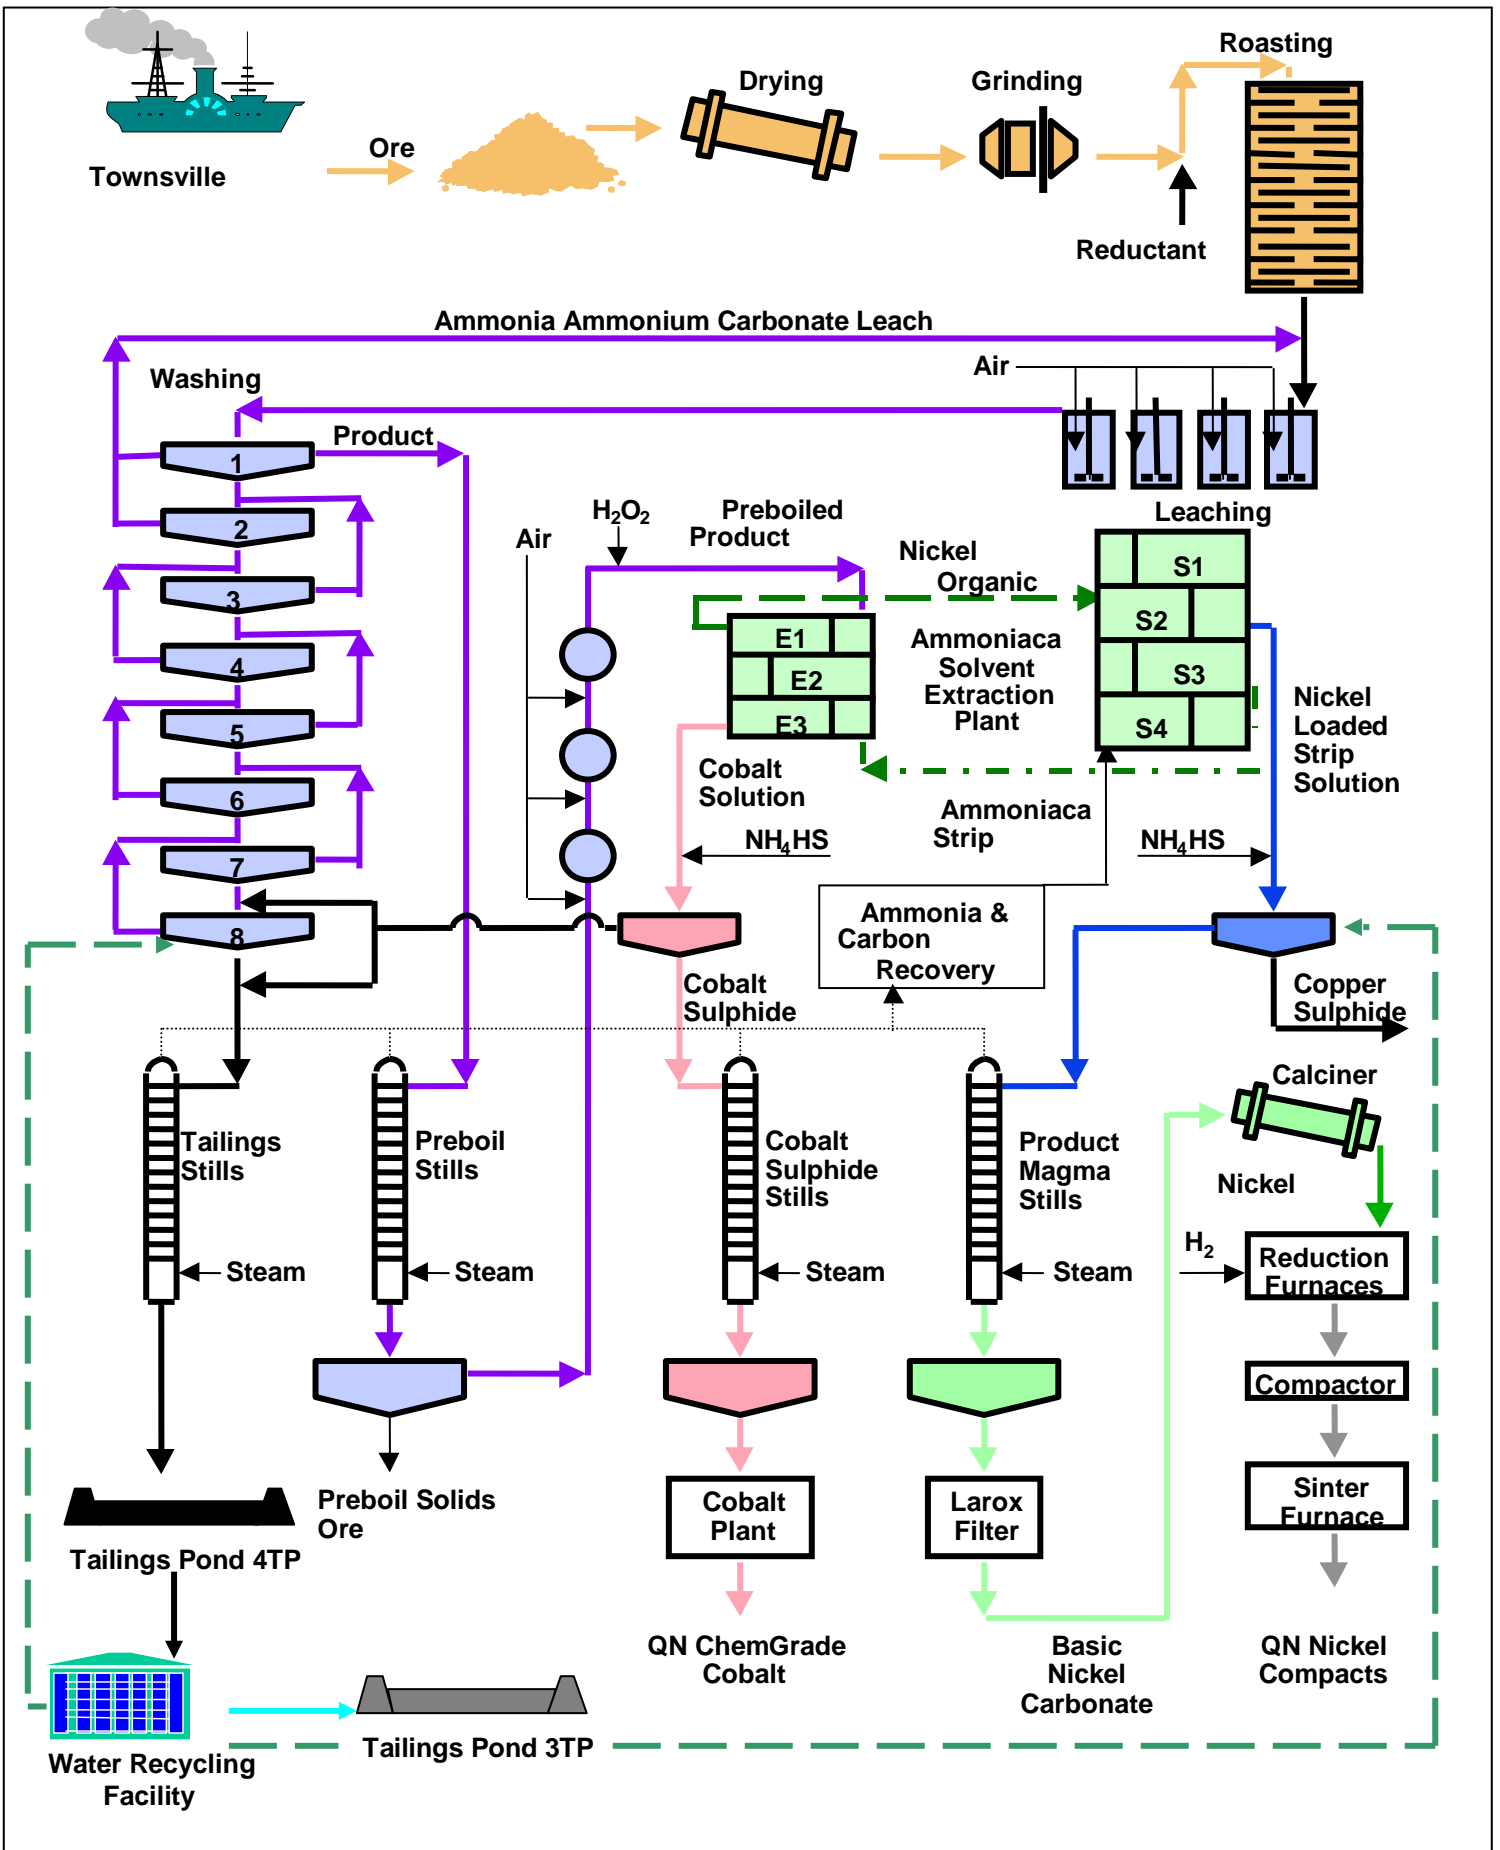 Roasting
Drying
Grinding
Ore
Townsville
Reductant
Ammonia Ammonium Carbonate Leach
Air
Washing
Product
1
2
3
4
5
6
7
8
Leaching
H2O2
Preboiled
Product
Air
Nickel
Organic
S1
S2
S3
S4
E1
E2
E3
Ammoniaca
Solvent
Extraction
Plant
Nickel
Loaded
Strip
Solution
Cobalt
Solution
Ammoniaca
Strip
NH4HS
NH4HS
Ammonia &
Carbon
Recovery
Cobalt
Sulphide
Copper
Sulphide
Calciner
Tailings
Stills
Preboil
Stills
Cobalt
Sulphide
Stills
Product
Magma
Stills
Nickel
H2
Reduction
Furnaces
Steam
Steam
Steam
Steam
Compactor
Sinter
Furnace
Preboil Solids
Ore
Cobalt
Plant
Larox
Filter
Tailings Pond 4TP
QN ChemGrade
Cobalt
Basic
Nickel
Carbonate
QN Nickel
Compacts
Tailings Pond 3TP
Water Recycling
Facility